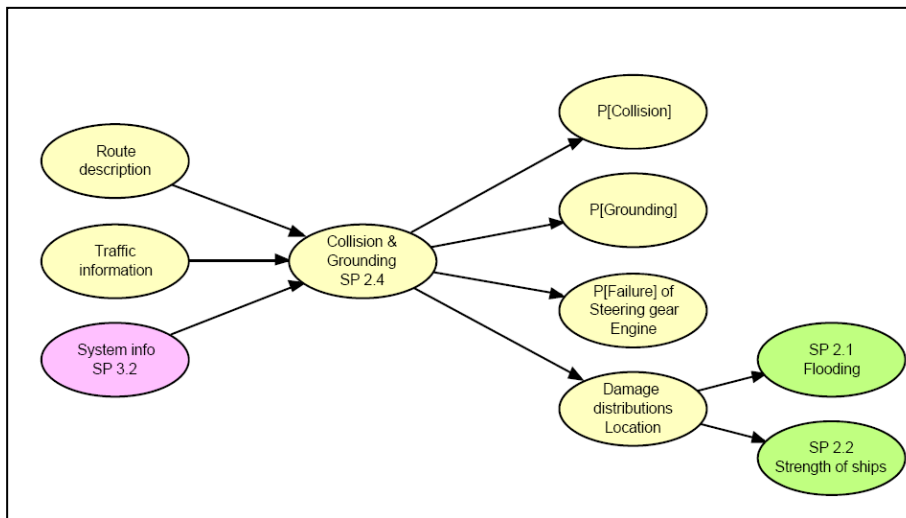 Route
description
Traffic
information
System info
SP 3.2
Collision &
Grounding
SP 2.4
P[Collision]
P[Grounding]
P[Failure] of
Steering gear
Engine
Damage
distributions
Location
SP 2.1
Flooding
SP 2.2
Strength of ships